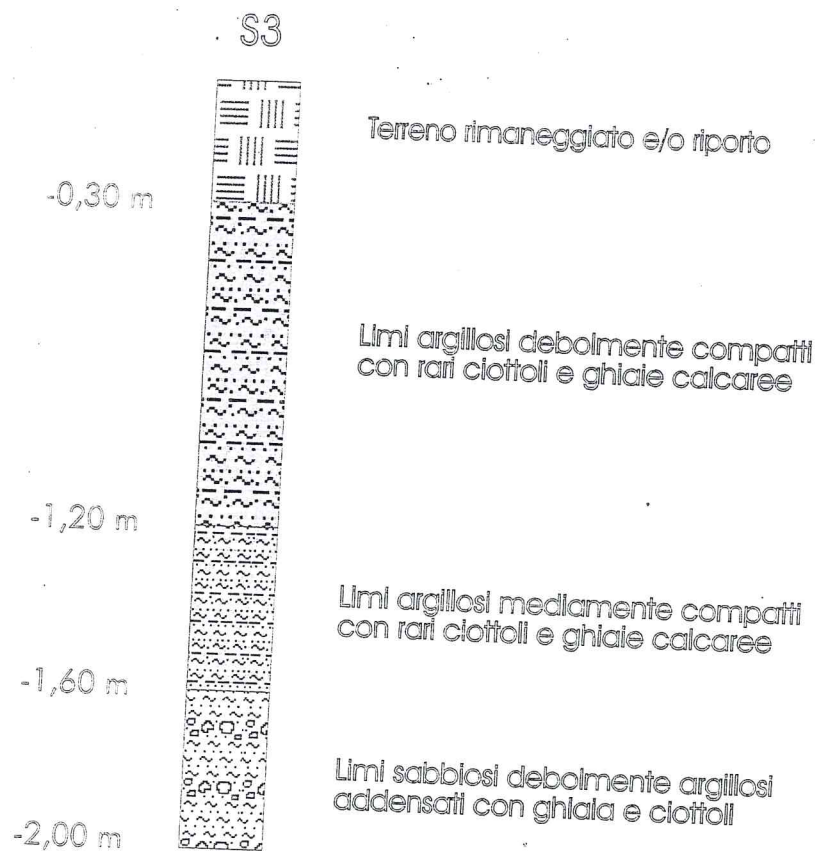 S3
Terreno rimaneggiato e/o riporto
-0,30 m
Limi argillosi debolmente compatti
con rari ciottoli e ghiaie calcaree
-1,20 m
Limi argillosi mediamente compatti
con rari ciottoli e ghiaie calcaree
-1,60 m
Limi sabbiosi debolmente argillosi
addensati con ghiaia e ciottoli
-2,00 m